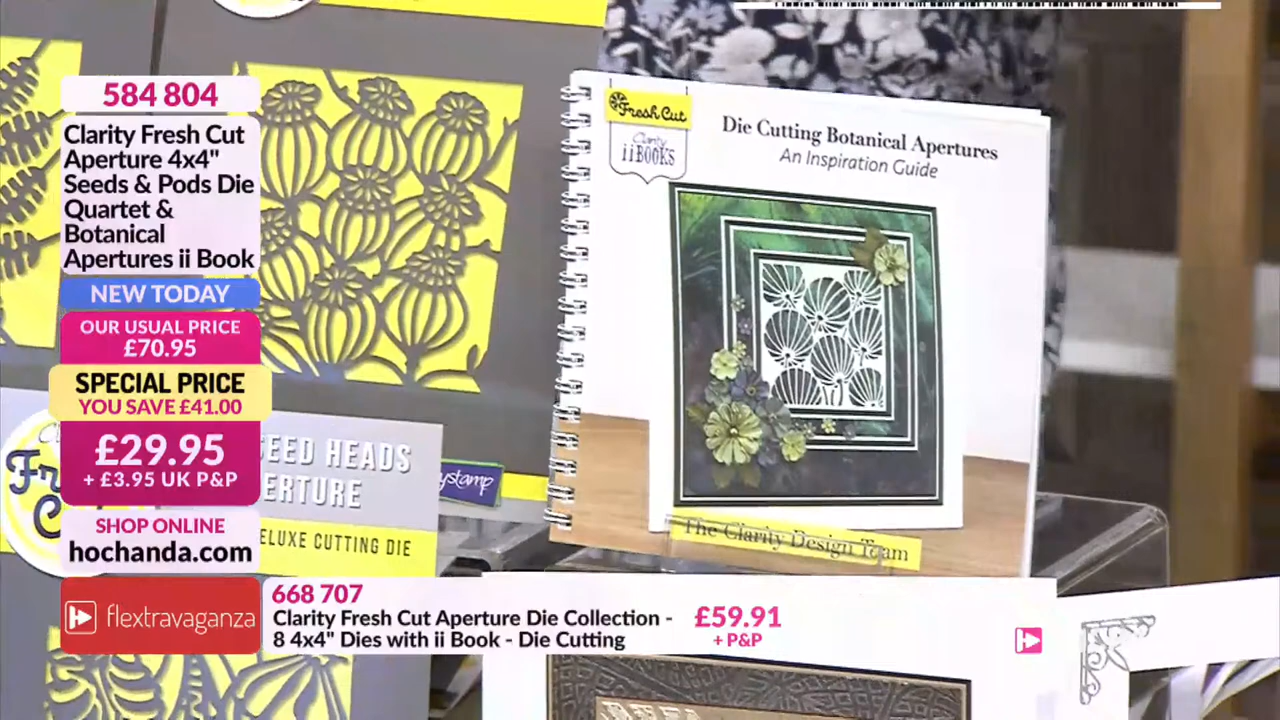 584 804
Clarity Fresh Cut
Aperture 4x4"
Seeds & Pods Die
Quartet &
Botanical
Apertures ii Book
NEW TODAY
OUR USUAL PRICE
£70.95
SPECIAL PRICE
YOU SAVE £41.00
£29.95
+ £3.95 UK P&P
SHOP ONLINE
hochanda.com
flextravaganza
668 707
Clarity Fresh Cut Aperture Die Collection -
8 4x4" Dies with ii Book - Die Cutting
£59.91
+ P&P
Fresh Cut
Clarity
ii BOOKS
Die Cutting Botanical Apertures
An Inspiration Guide
The Clarity Design Team
SEED HEADS
ERTURE
ELUXE CUTTING DIE
ystamp